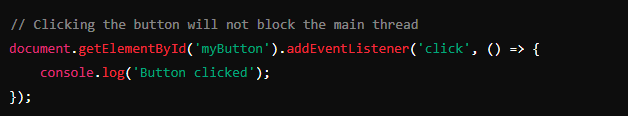 // Clicking the button will not block the main thread
document.getElementById('myButton').addEventListener('click', () => {
    console.log('Button clicked');
});